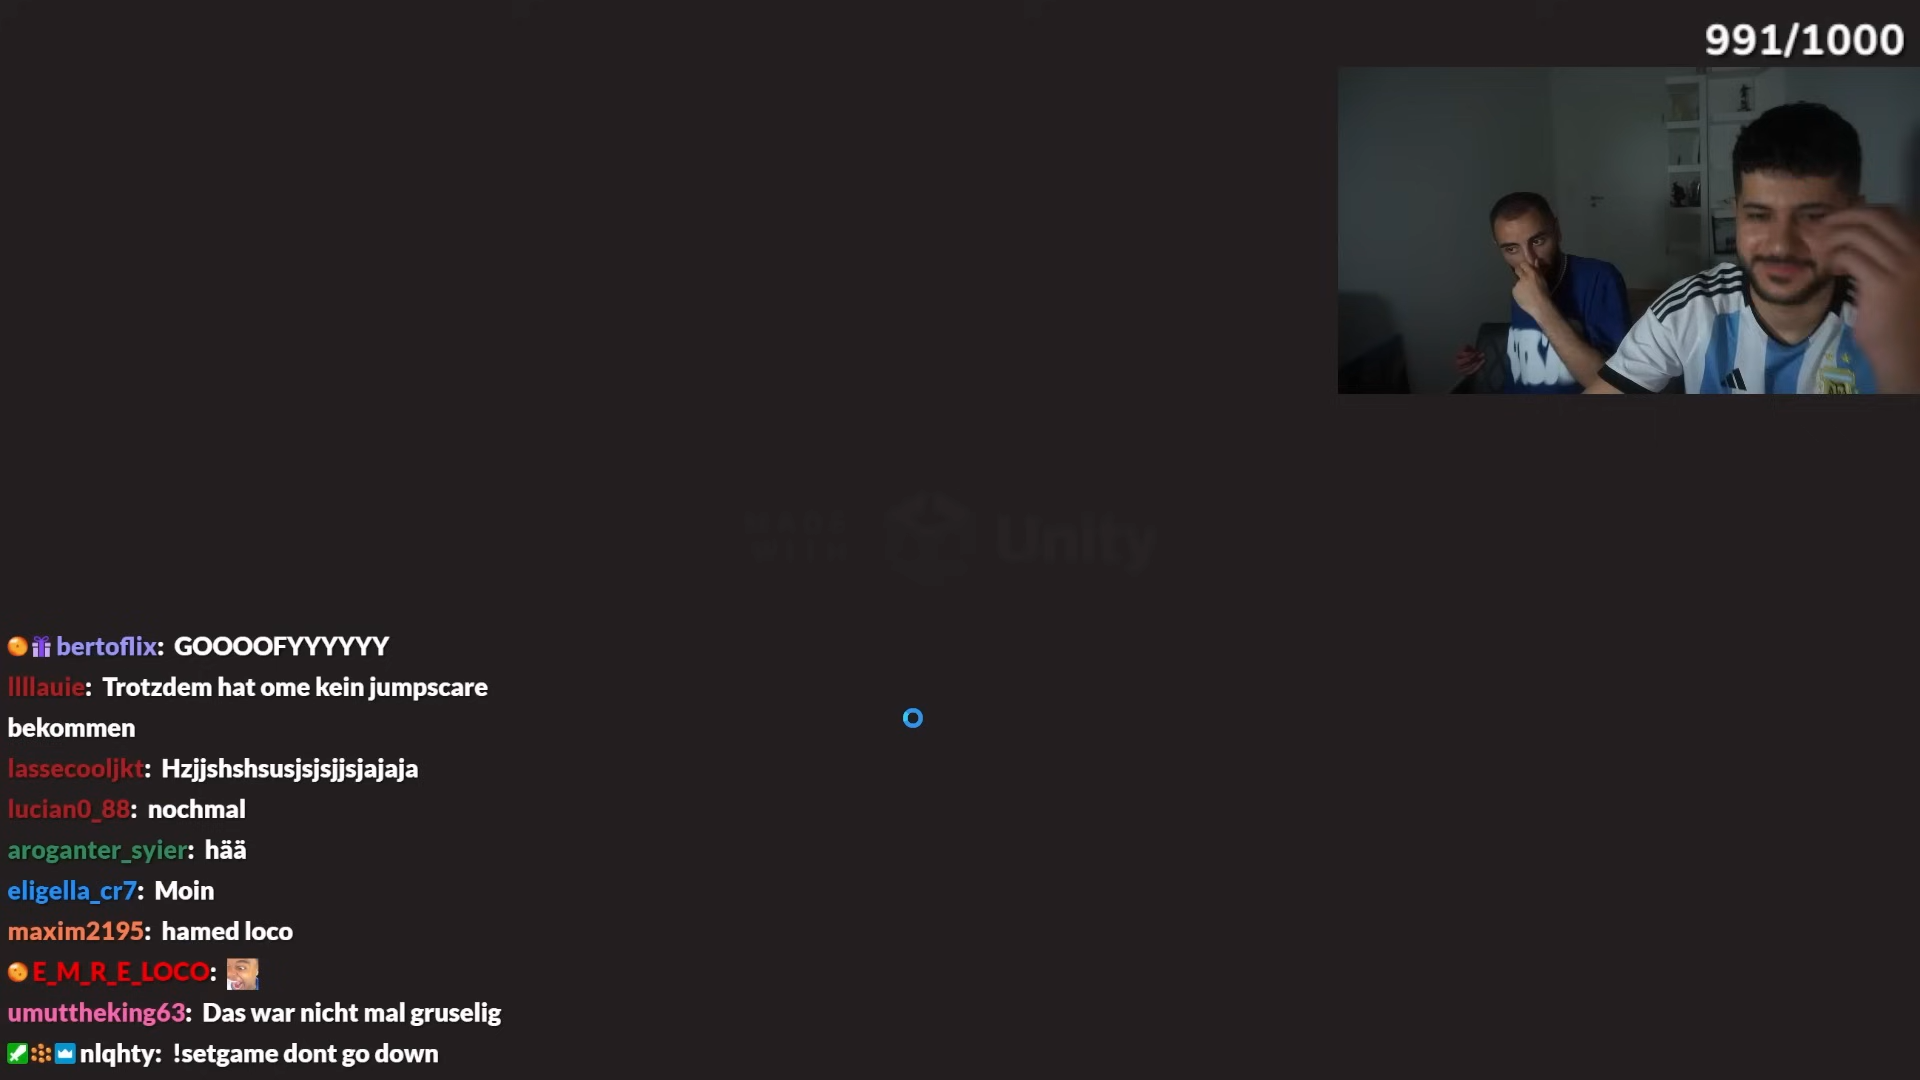 991/1000
Unity
bertoflix: GOOOOFYYYYYY
llllauie: Trotzdem hat ome kein jumpscare
bekommen
lassecooljkt: Hzjjshshsusjsjsjjsjajaja
lucian0_88: nochmal
aroganter_syier: hää
eligella_cr7: Moin
maxim2195: hamed loco
E_M_R_E_LOCO:
umuttheking63: Das war nicht mal gruselig
nlqhty: !setgame dont go down